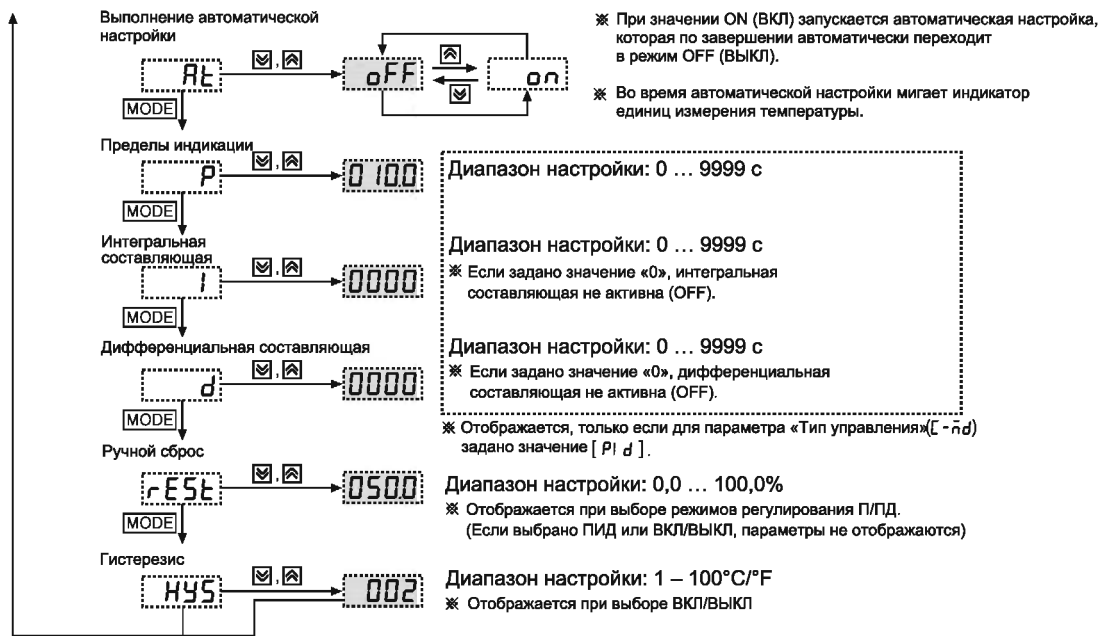 Выполнение автоматической
настройки
At
oFF
on
MODE
※ При значении ON (ВКЛ) запускается автоматическая настройка,
которая по завершении автоматически переходит
в режим OFF (ВЫКЛ).
※ Во время автоматической настройки мигает индикатор
единиц измерения температуры.
Пределы индикации
P
010.0
MODE
Диапазон настройки: 0 … 9999 с
Интегральная
составляющая
I
0000
MODE
Диапазон настройки: 0 … 9999 с
※ Если задано значение «0», интегральная
составляющая не активна (OFF).
Дифференциальная составляющая
d
0000
MODE
Диапазон настройки: 0 … 9999 с
※ Если задано значение «0», дифференциальная
составляющая не активна (OFF).
※ Отображается, только если для параметра «Тип управления»(C-nd)
задано значение [ PI d ].
Ручной сброс
rESt
050.0
MODE
Диапазон настройки: 0,0 … 100,0%
※ Отображается при выборе режимов регулирования П/ПД.
(Если выбрано ПИД или ВКЛ/ВЫКЛ, параметры не отображаются)
Гистерезис
HYS
002
Диапазон настройки: 1 – 100°C/°F
※ Отображается при выборе ВКЛ/ВЫКЛ